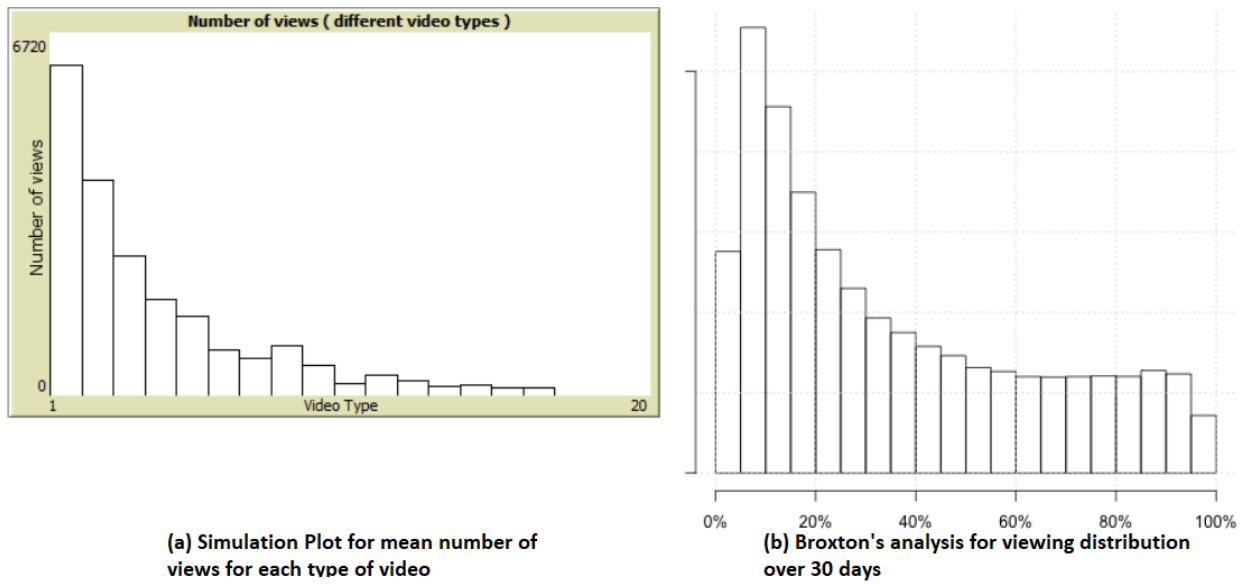 Number of views ( different video types )
6720
Number of views
0
1
Video Type
20
(a) Simulation Plot for mean number of
views for each type of video
0%
20%
40%
60%
80%
100%
(b) Broxton's analysis for viewing distribution
over 30 days